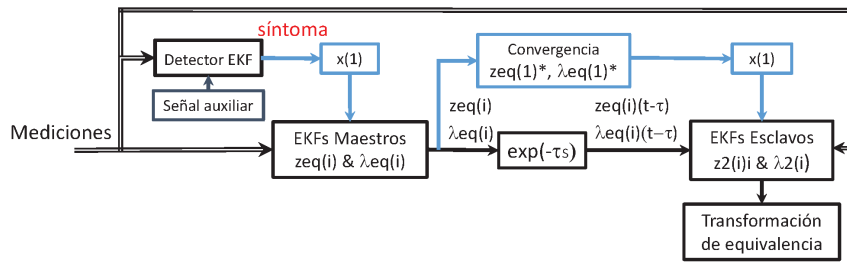 síntoma
Detector EKF
x(1)
Convergencia
zeq(1)*, λeq(1)*
x(1)
Señal auxiliar
Mediciones
EKFs Maestros
zeq(i) & λeq(i)
zeq(i)
λeq(i)
exp(-τs)
zeq(i)(t-τ)
λeq(i)(t-τ)
EKFs Esclavos
z2(i)i & λ2(i)
Transformación
de equivalencia